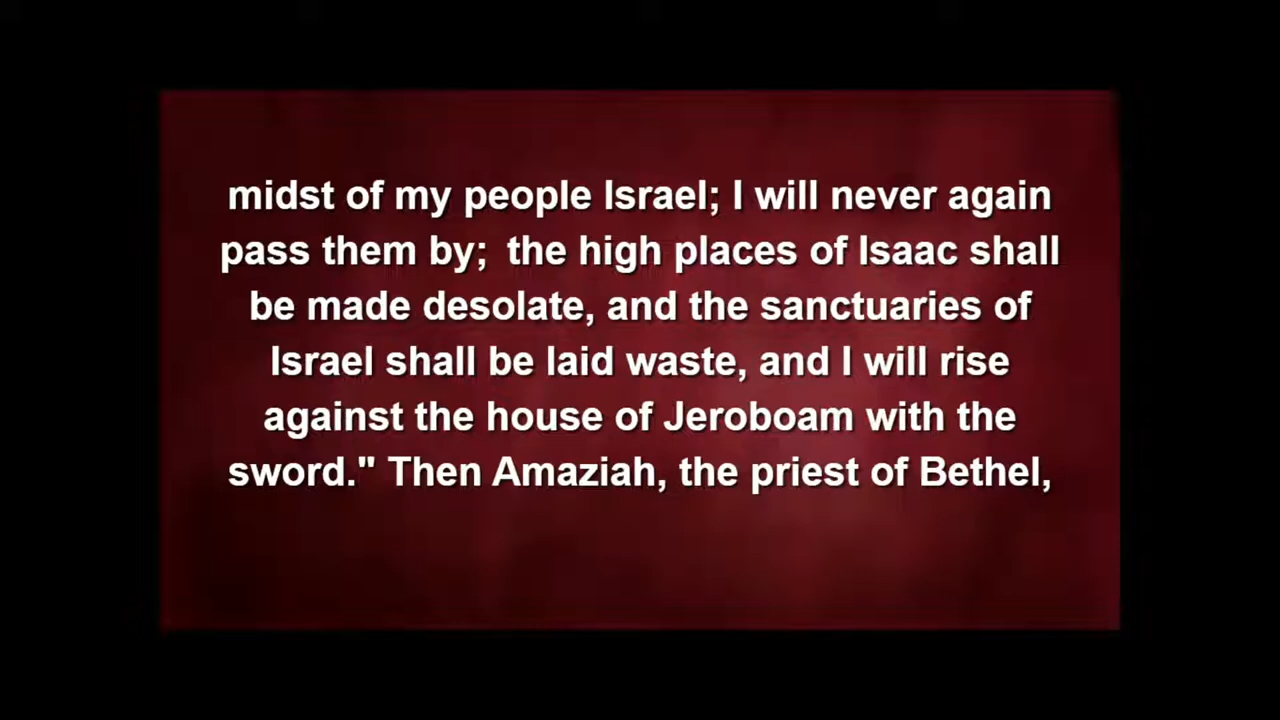 midst of my people Israel; I will never again
pass them by;  the high places of Isaac shall
be made desolate, and the sanctuaries of
Israel shall be laid waste, and I will rise
against the house of Jeroboam with the
sword." Then Amaziah, the priest of Bethel,